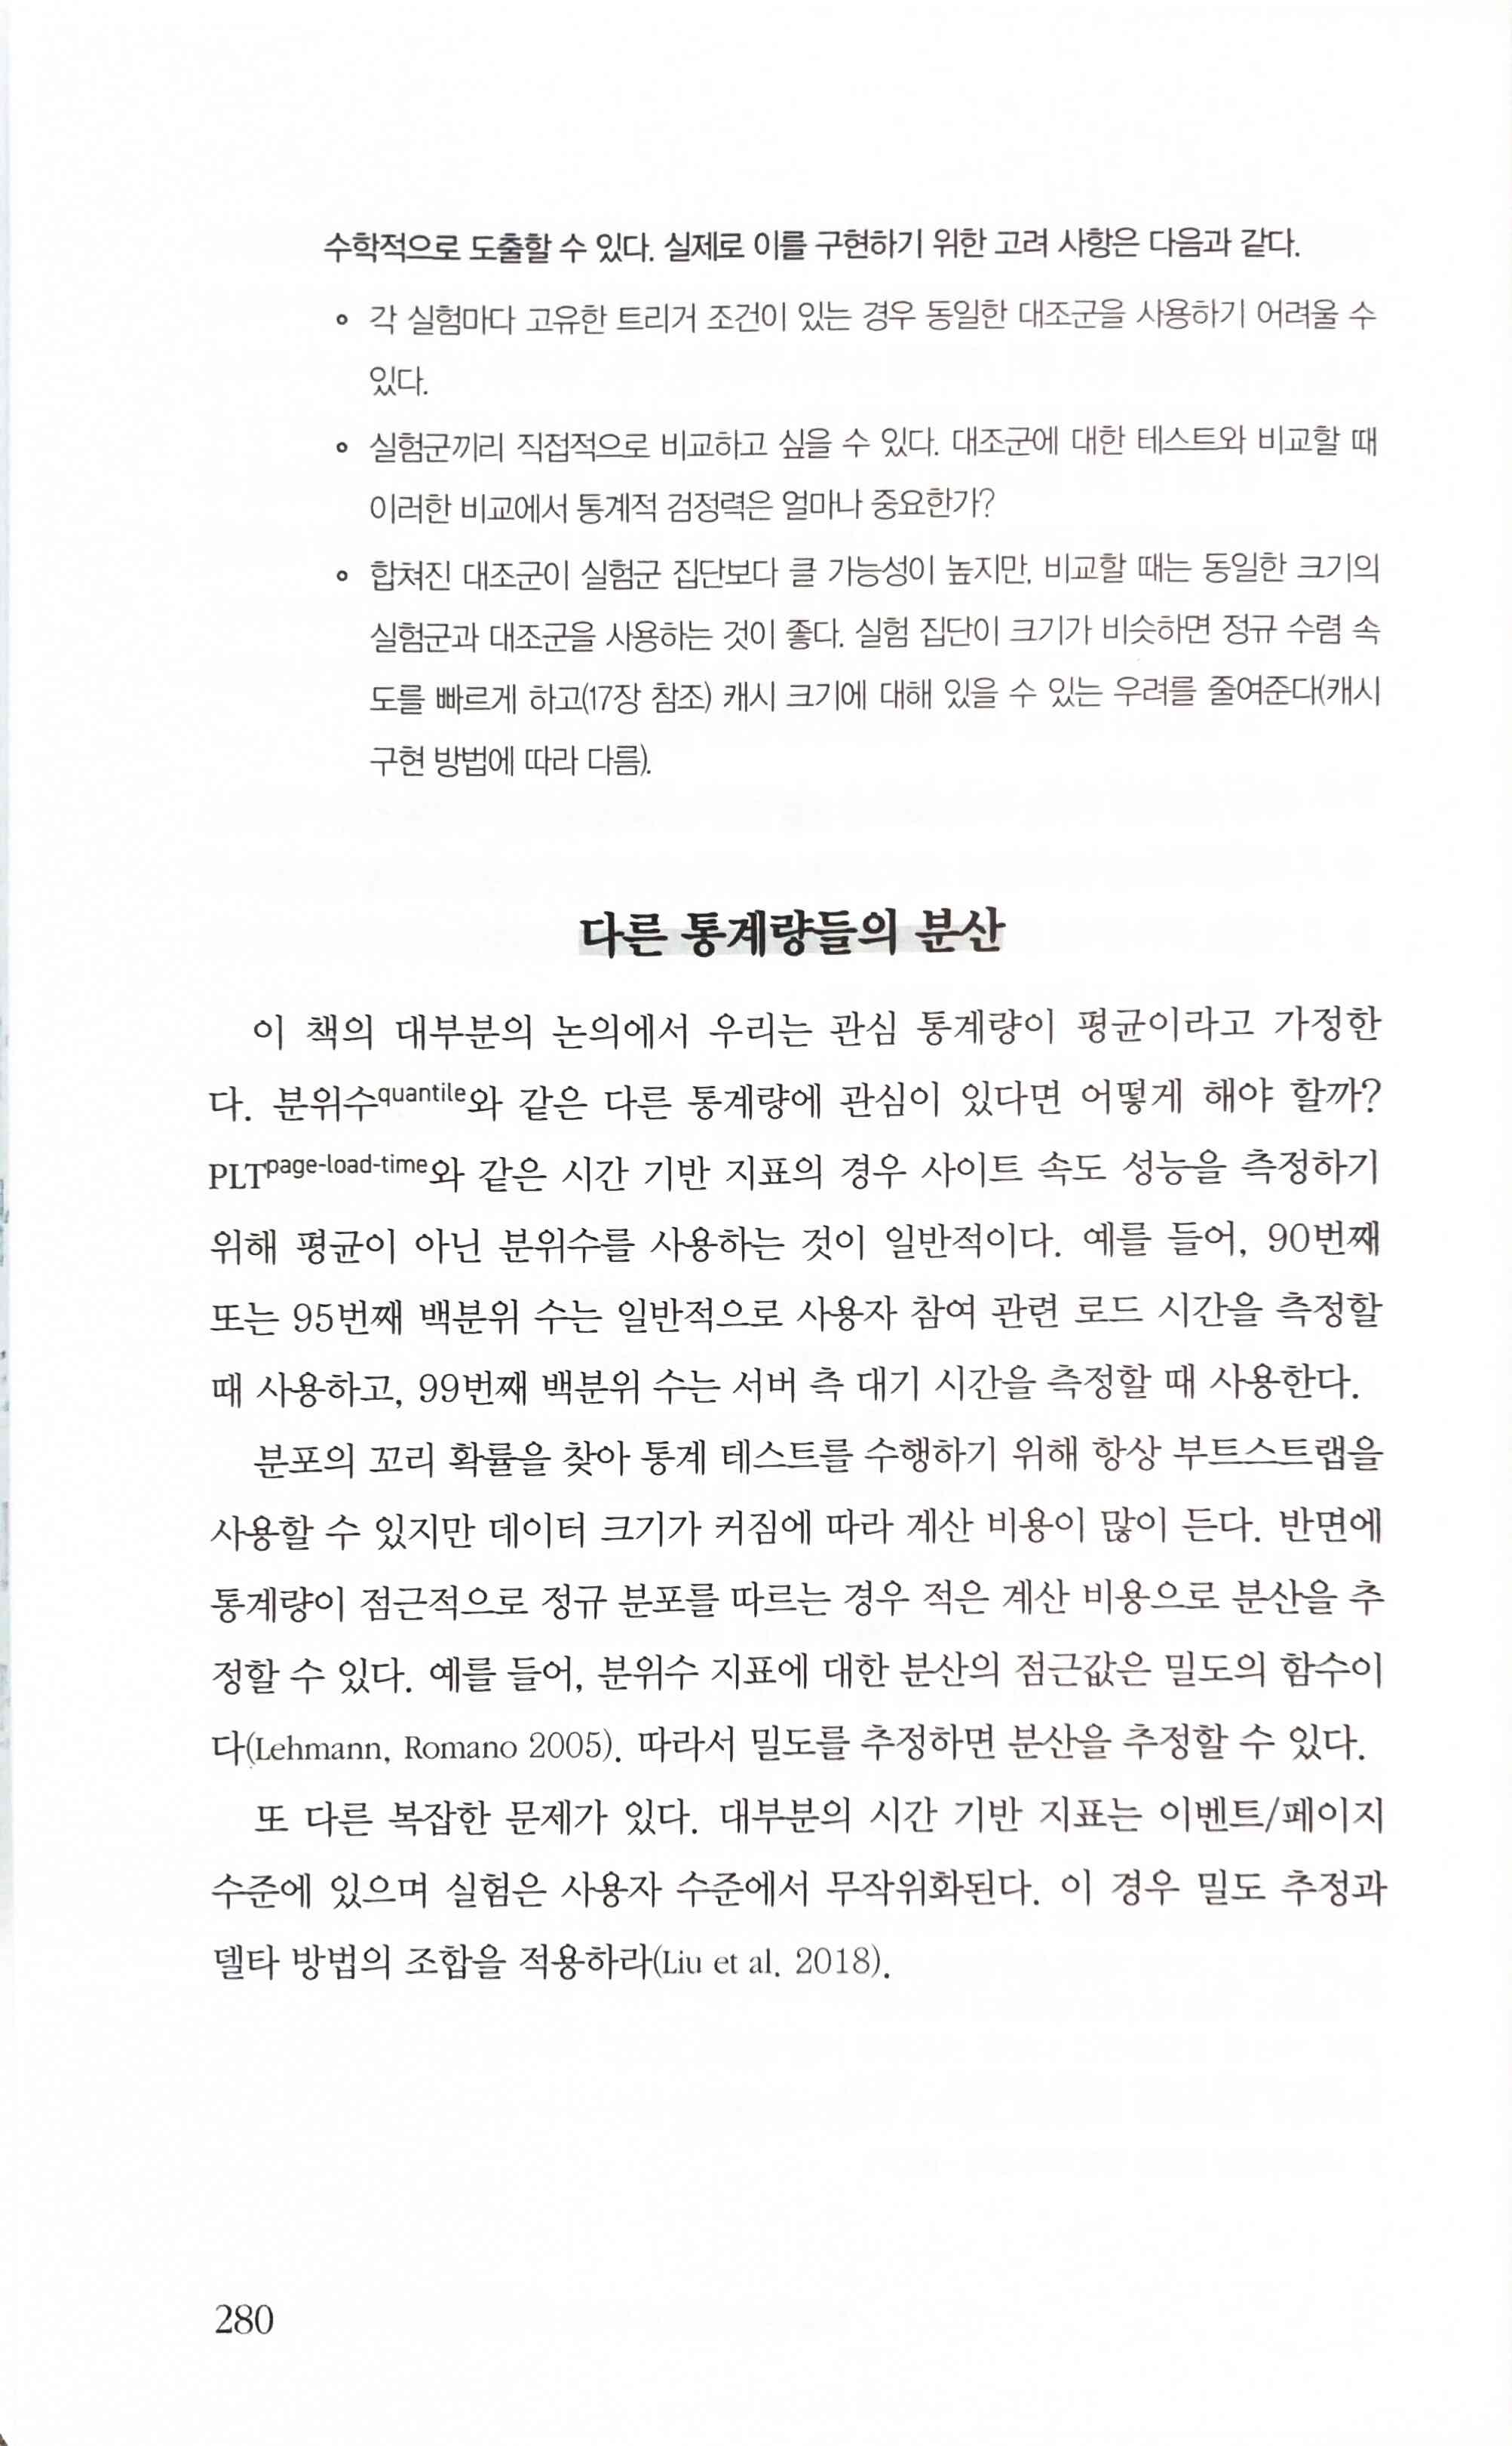 수학적으로 도출할 수 있다. 실제로 이를 구현하기 위한 고려 사항은 다음과 같다.
∘ 각 실험마다 고유한 트리거 조건이 있는 경우 동일한 대조군을 사용하기 어려울 수
있다.
∘ 실험군끼리 직접적으로 비교하고 싶을 수 있다. 대조군에 대한 테스트와 비교할 때
이러한 비교에서 통계적 검정력은 얼마나 중요한가?
∘ 합쳐진 대조군이 실험군 집단보다 클 가능성이 높지만, 비교할 때는 동일한 크기의
실험군과 대조군을 사용하는 것이 좋다. 실험 집단이 크기가 비슷하면 정규 수렴 속
도를 빠르게 하고(17장 참조) 캐시 크기에 대해 있을 수 있는 우려를 줄여준다(캐시
구현 방법에 따라 다름).
다른 통계량들의 분산
이 책의 대부분의 논의에서 우리는 관심 통계량이 평균이라고 가정한
다. 분위수quantile와 같은 다른 통계량에 관심이 있다면 어떻게 해야 할까?
PLTpage-load-time와 같은 시간 기반 지표의 경우 사이트 속도 성능을 측정하기
위해 평균이 아닌 분위수를 사용하는 것이 일반적이다. 예를 들어, 90번째
또는 95번째 백분위 수는 일반적으로 사용자 참여 관련 로드 시간을 측정할
때 사용하고, 99번째 백분위 수는 서버 측 대기 시간을 측정할 때 사용한다.
분포의 꼬리 확률을 찾아 통계 테스트를 수행하기 위해 항상 부트스트랩을
사용할 수 있지만 데이터 크기가 커짐에 따라 계산 비용이 많이 든다. 반면에
통계량이 점근적으로 정규 분포를 따르는 경우 적은 계산 비용으로 분산을 추
정할 수 있다. 예를 들어, 분위수 지표에 대한 분산의 점근값은 밀도의 함수이
다(Lehmann, Romano 2005). 따라서 밀도를 추정하면 분산을 추정할 수 있다.
또 다른 복잡한 문제가 있다. 대부분의 시간 기반 지표는 이벤트/페이지
수준에 있으며 실험은 사용자 수준에서 무작위화된다. 이 경우 밀도 추정과
델타 방법의 조합을 적용하라(Liu et al. 2018).
280